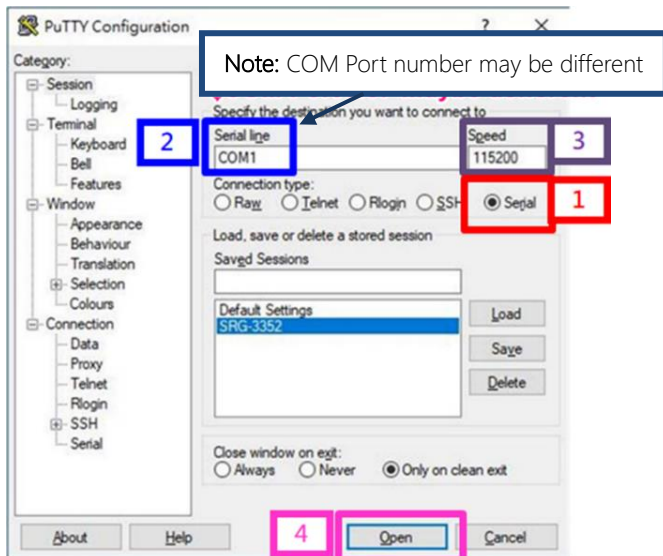 PuTTY Configuration
? ×
Note: COM Port number may be different
Category:
Session
Logging
Terminal
Keyboard
Bell
Features
Window
Appearance
Behaviour
Translation
Selection
Colours
Connection
Data
Proxy
Telnet
Rlogin
SSH
Serial
Specify the destination you want to connect to
Serial line
Speed
2
COM1
115200
3
Connection type:
Raw Telnet Rlogin SSH Serial
1
Load, save or delete a stored session
Saved Sessions
Default Settings
SRG-3352
Load
Save
Delete
Close window on exit:
Always Never Only on clean exit
About
Help
4
Open
Cancel